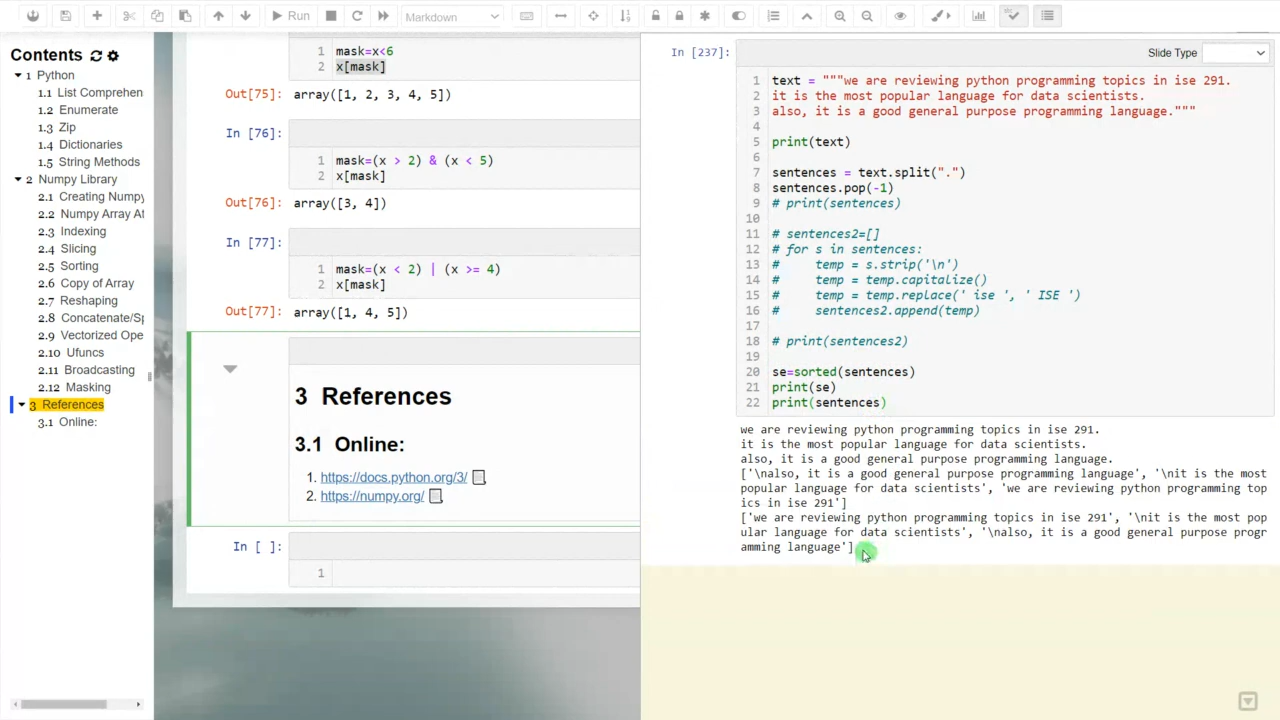 Run
Markdown
Contents
1 Python
1.1 List Comprehen
1.2 Enumerate
1.3 Zip
1.4 Dictionaries
1.5 String Methods
2 Numpy Library
2.1 Creating Numpy
2.2 Numpy Array At
2.3 Indexing
2.4 Slicing
2.5 Sorting
2.6 Copy of Array
2.7 Reshaping
2.8 Concatenate/Sp
2.9 Vectorized Ope
2.10 Ufuncs
2.11 Broadcasting
2.12 Masking
3 References
3.1 Online:
1 mask=x<6
2 x[mask]
Out[75]: array([1, 2, 3, 4, 5])
In [76]:
1 mask=(x > 2) & (x < 5)
2 x[mask]
Out[76]: array([3, 4])
In [77]:
1 mask=(x < 2) | (x >= 4)
2 x[mask]
Out[77]: array([1, 4, 5])
3 References
3.1 Online:
1. https://docs.python.org/3/
2. https://numpy.org/
In [ ]:
1
In [237]:
Slide Type
1 text = """we are reviewing python programming topics in ise 291.
2 it is the most popular language for data scientists.
3 also, it is a good general purpose programming language."""
4
5 print(text)
6
7 sentences = text.split(".")
8 sentences.pop(-1)
9 # print(sentences)
10
11 # sentences2=[]
12 # for s in sentences:
13 #     temp = s.strip('\n')
14 #     temp = temp.capitalize()
15 #     temp = temp.replace(' ise ', ' ISE ')
16 #     sentences2.append(temp)
17
18 # print(sentences2)
19
20 se=sorted(sentences)
21 print(se)
22 print(sentences)
we are reviewing python programming topics in ise 291.
it is the most popular language for data scientists.
also, it is a good general purpose programming language.
['\nalso, it is a good general purpose programming language', '\nit is the most
popular language for data scientists', 'we are reviewing python programming top
ics in ise 291']
['we are reviewing python programming topics in ise 291', '\nit is the most pop
ular language for data scientists', '\nalso, it is a good general purpose progr
amming language']